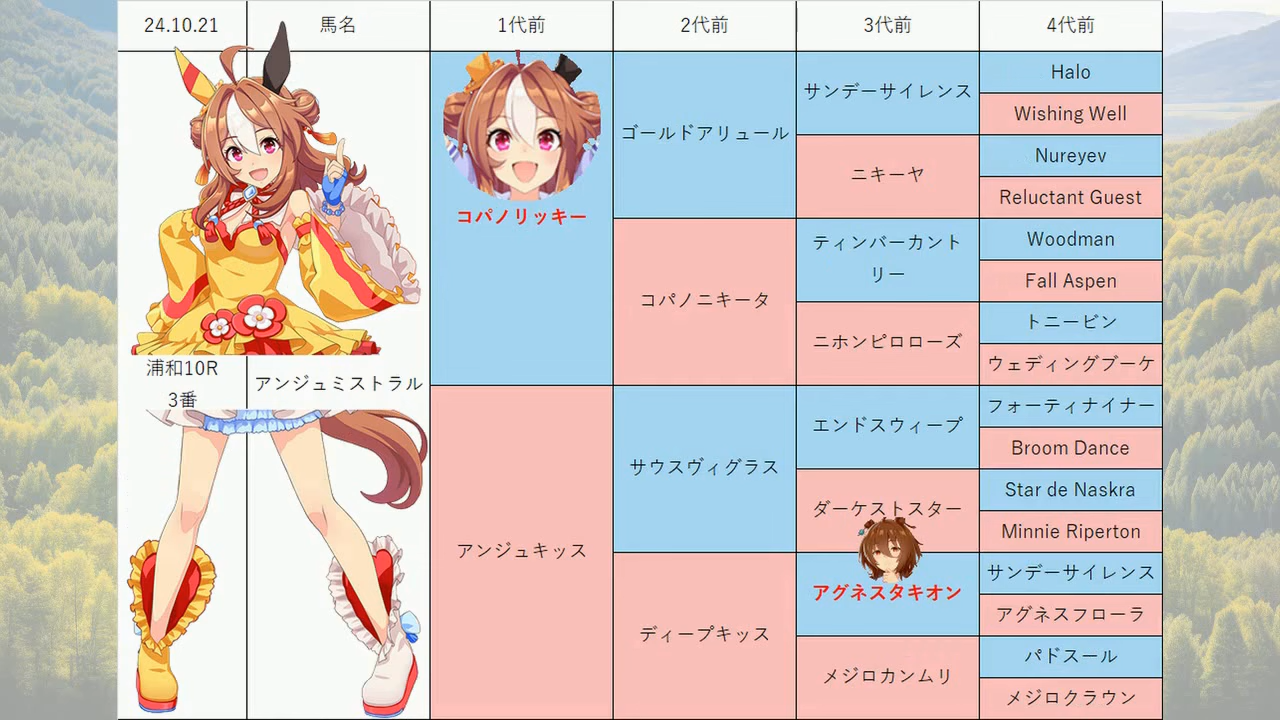 24.10.21
馬名
1代前
2代前
3代前
4代前
浦和10R
3番
アンジュミストラル
コパノリッキー
アンジュキッス
ゴールドアリュール
コパノニキータ
サウスヴィグラス
ディープキッス
サンデーサイレンス
ニキーヤ
ティンバーカント
リー
ニホンピロローズ
エンドスウィープ
ダーケストスター
アグネスタキオン
メジロカンムリ
Halo
Wishing Well
Nureyev
Reluctant Guest
Woodman
Fall Aspen
トニービン
ウェディングブーケ
フォーティナイナー
Broom Dance
Star de Naskra
Minnie Riperton
サンデーサイレンス
アグネスフローラ
パドスール
メジロクラウン